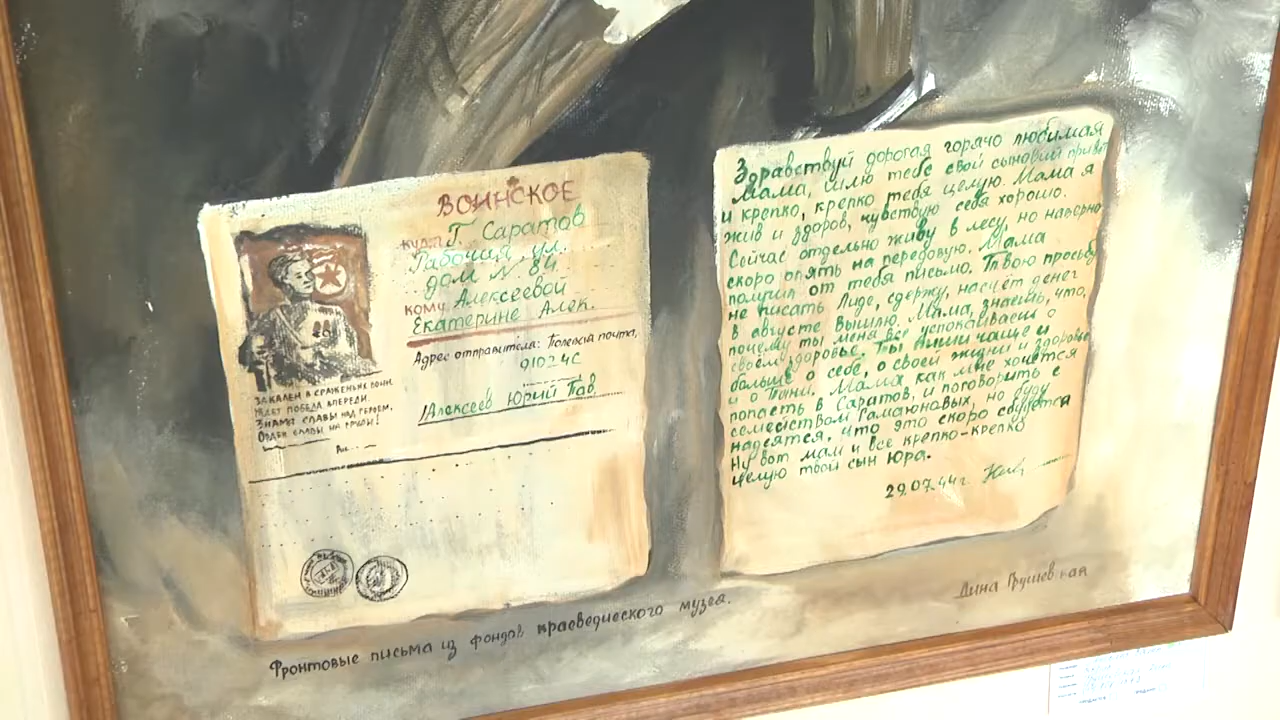 ВОИНСКОЕ
куда Г. Саратов
Рабочия ул.
дом N 84
кому Алексеевой
Екатерине Алек.
Адрес отправителя: Полевая почта,
91024С
Алексеев Юрий Пав.
ЗАКАЛЕН В СРАЖЕНЬЯХ ВОИН.
ЖДЕТ ПОБЕДА ВПЕРЕДИ.
ЗНАМЯ СЛАВЫ НАД ГЕРОЕМ,
ОРДЕН СЛАВЫ НА ГРУДИ!
Здравствуй дорогая горячо любимая
Мама, шлю тебе свой сыновий привет
и крепко, крепко тебя целую. Мама я
жив и здоров, чувствую себя хорошо.
Сейчас отдельно живу в лесу, но наверно
скоро опять на передовую. Мама
получил от тебя письмо. Твою просьбу
не писать Лиде, сдержу, насчёт денег
в августе вышлю. Мама, знаешь, что,
почему ты меня все успокаиваешь о
своём здоровье. Ты пиши чаще и
больше о себе, о своей жизни и здоровье
и о Тани. Мама, как мне хочется
попасть в Саратов, и поговорить с
семейством Гамаюновых, но буду
надеятся, что это скоро сбудется
Ну вот мам и все крепко-крепко
целую твой сын Юра.
29.07.44г.
Фронтовые письма из фондов краеведческого музея.
Дина Грушевская